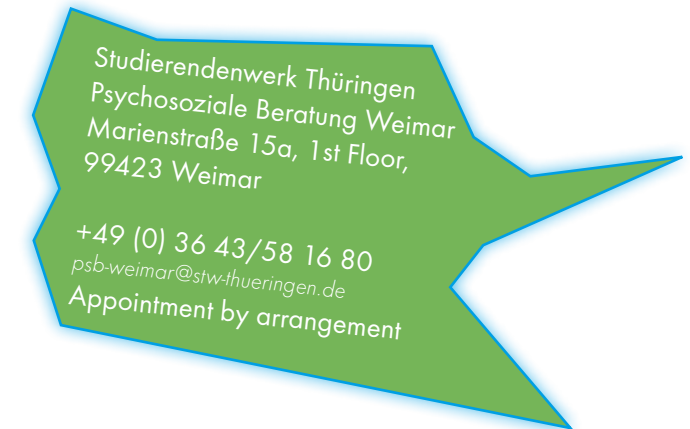 Studierendenwerk Thüringen
Psychosoziale Beratung Weimar
Marienstraße 15a, 1st Floor,
99423 Weimar
+49 (0) 36 43/58 16 80
psb-weimar@stw-thueringen.de
Appointment by arrangement